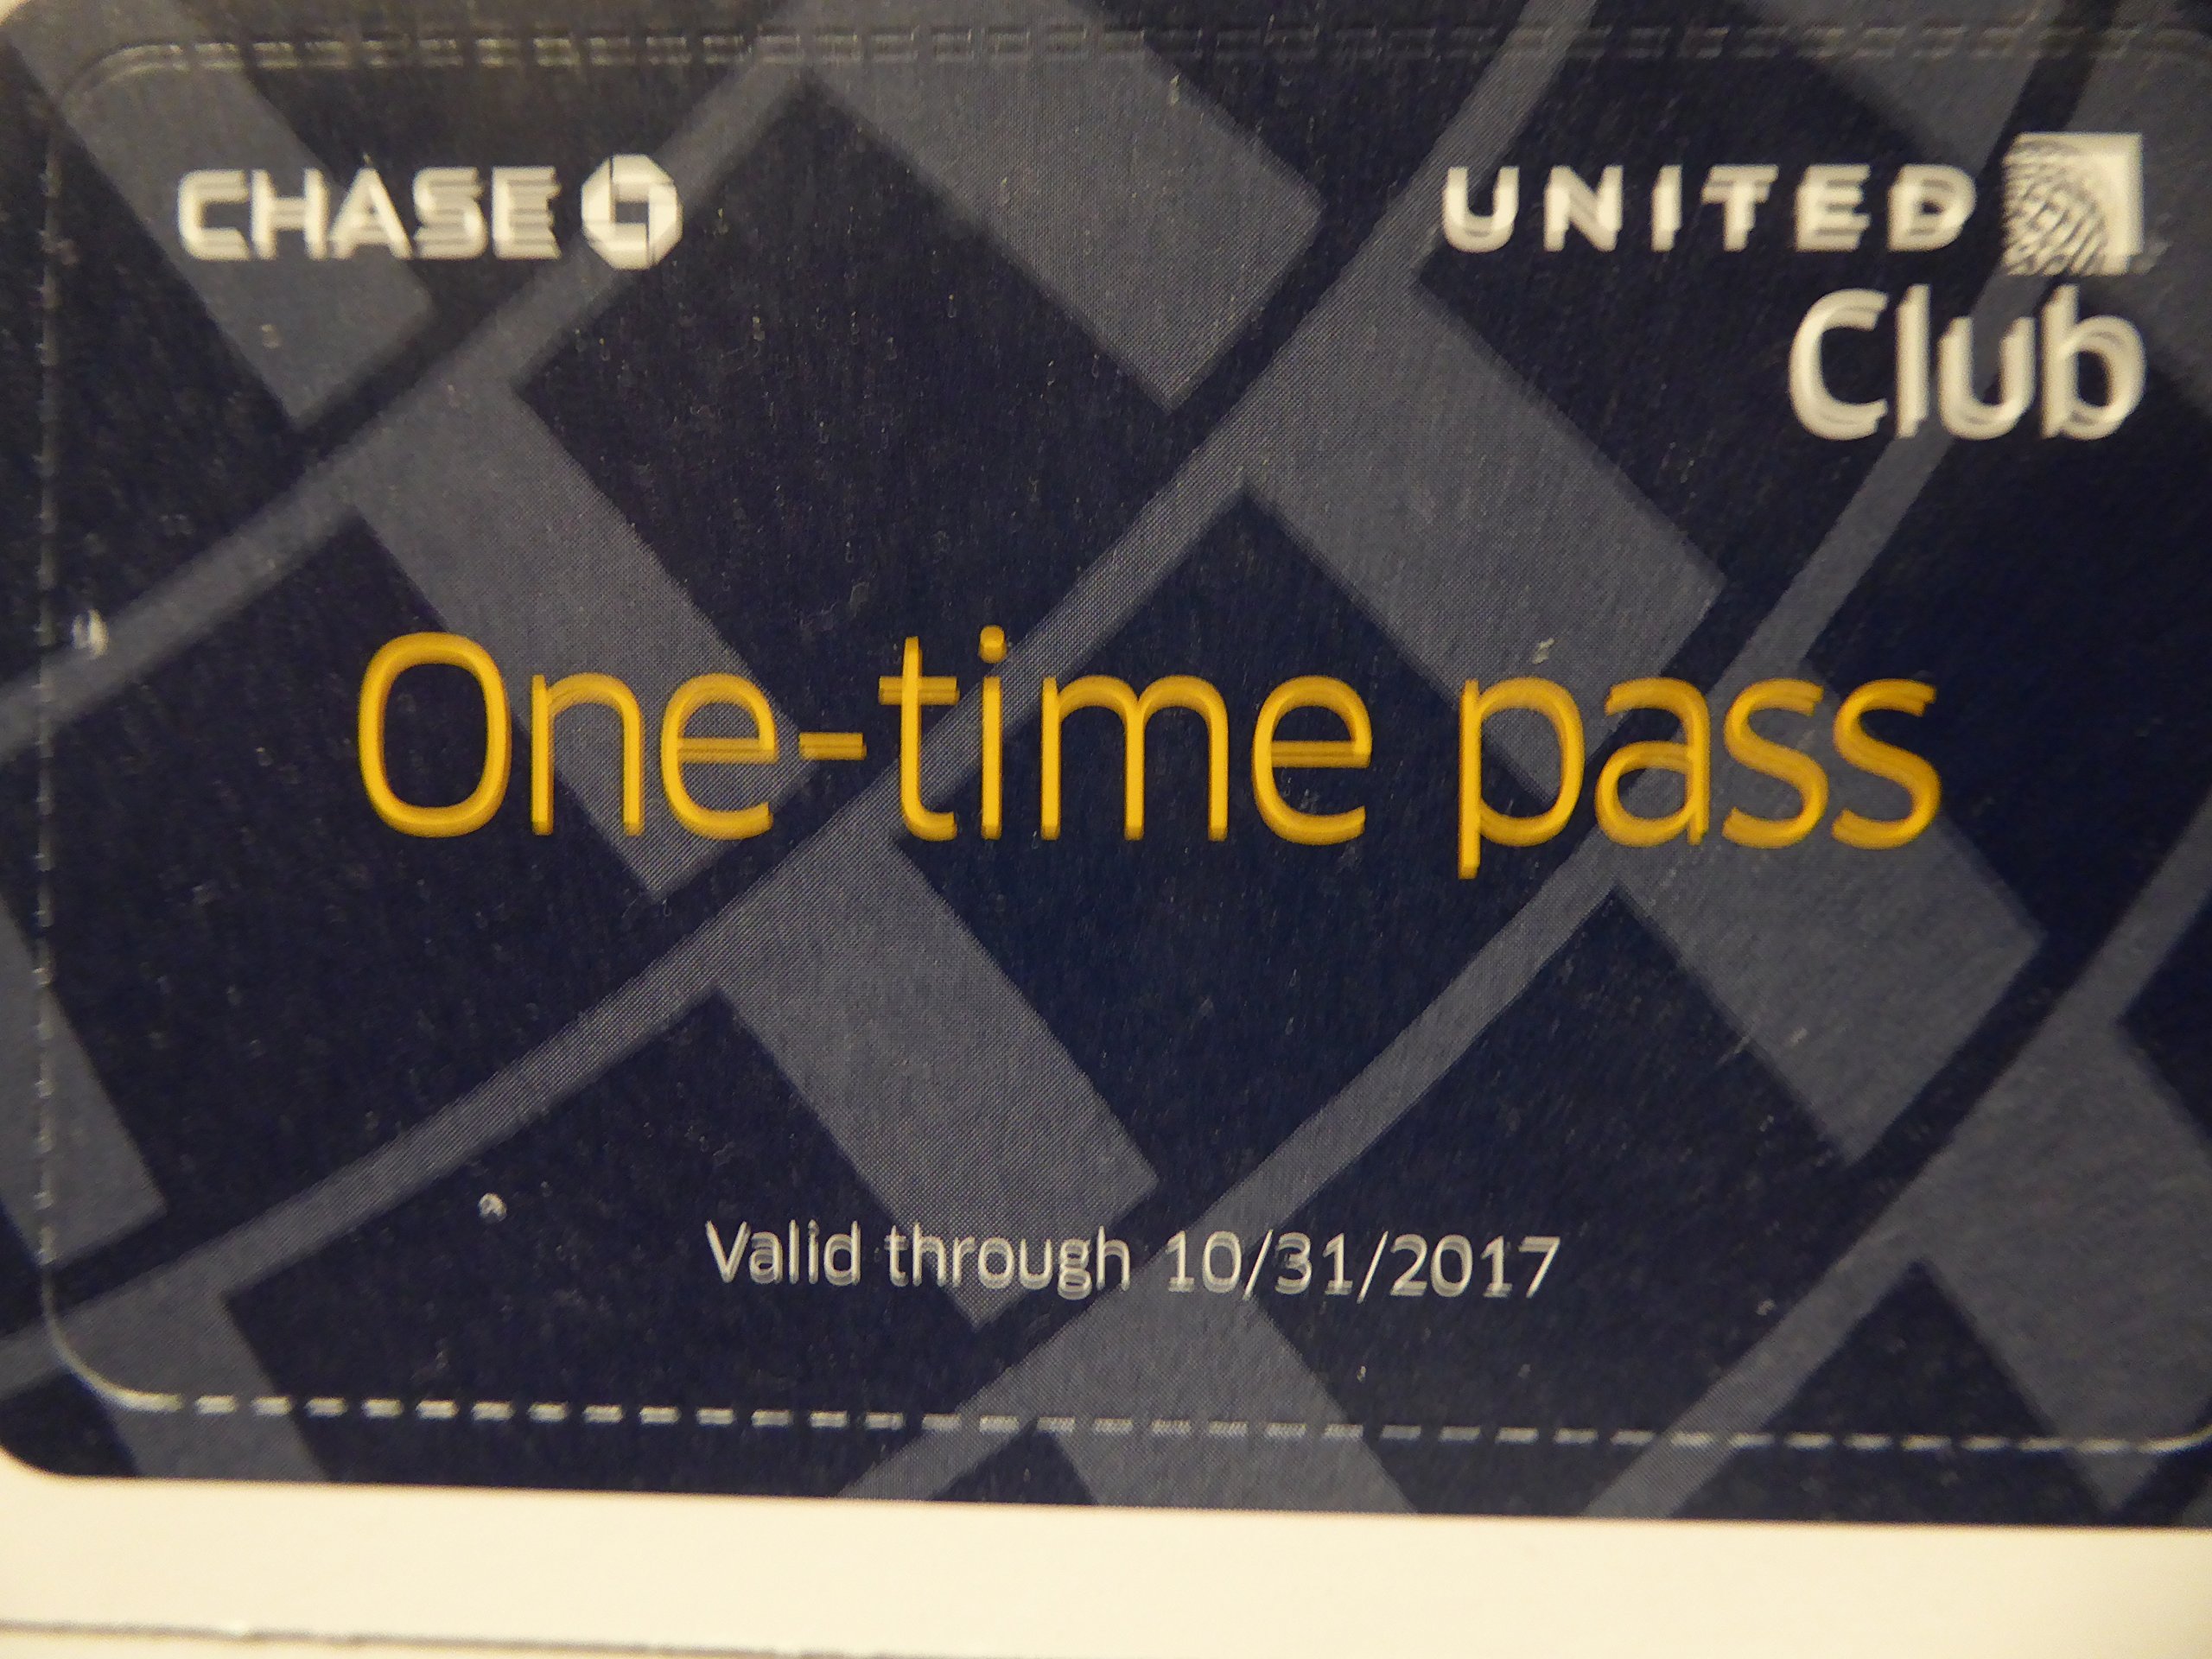 CHASE
UNITED
Club
One-time pass
Valid through 10/31/2017